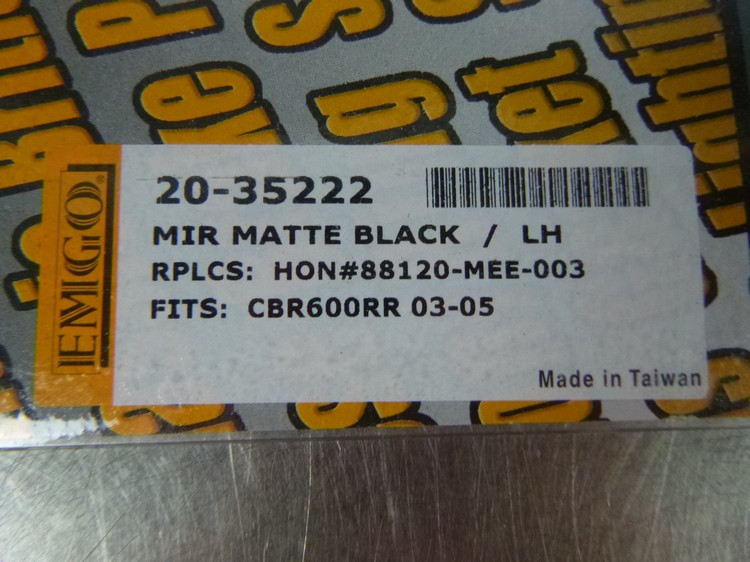 EMGO
20-35222
MIR MATTE BLACK / LH
RPLCS: HON#88120-MEE-003
FITS: CBR600RR 03-05
Made in Taiwan